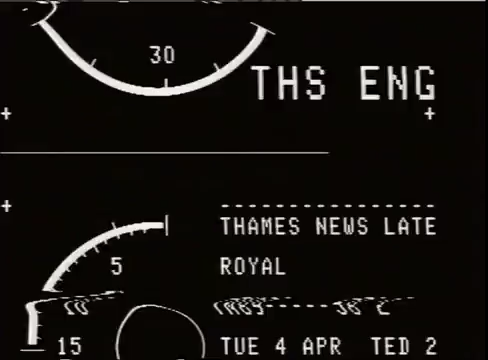 30
THS ENG
THAMES NEWS LATE
5
ROYAL
15
TUE 4 APR TED 2